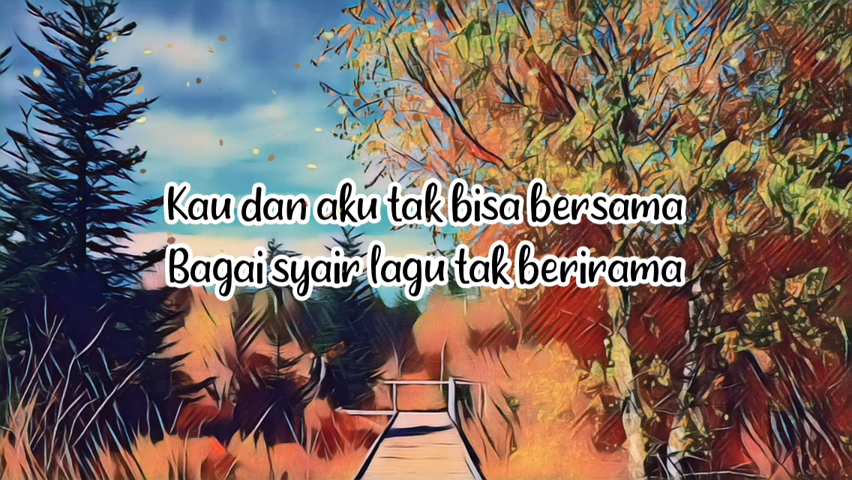 Kau dan aku tak bisa bersama
Bagai syair lagu tak berirama